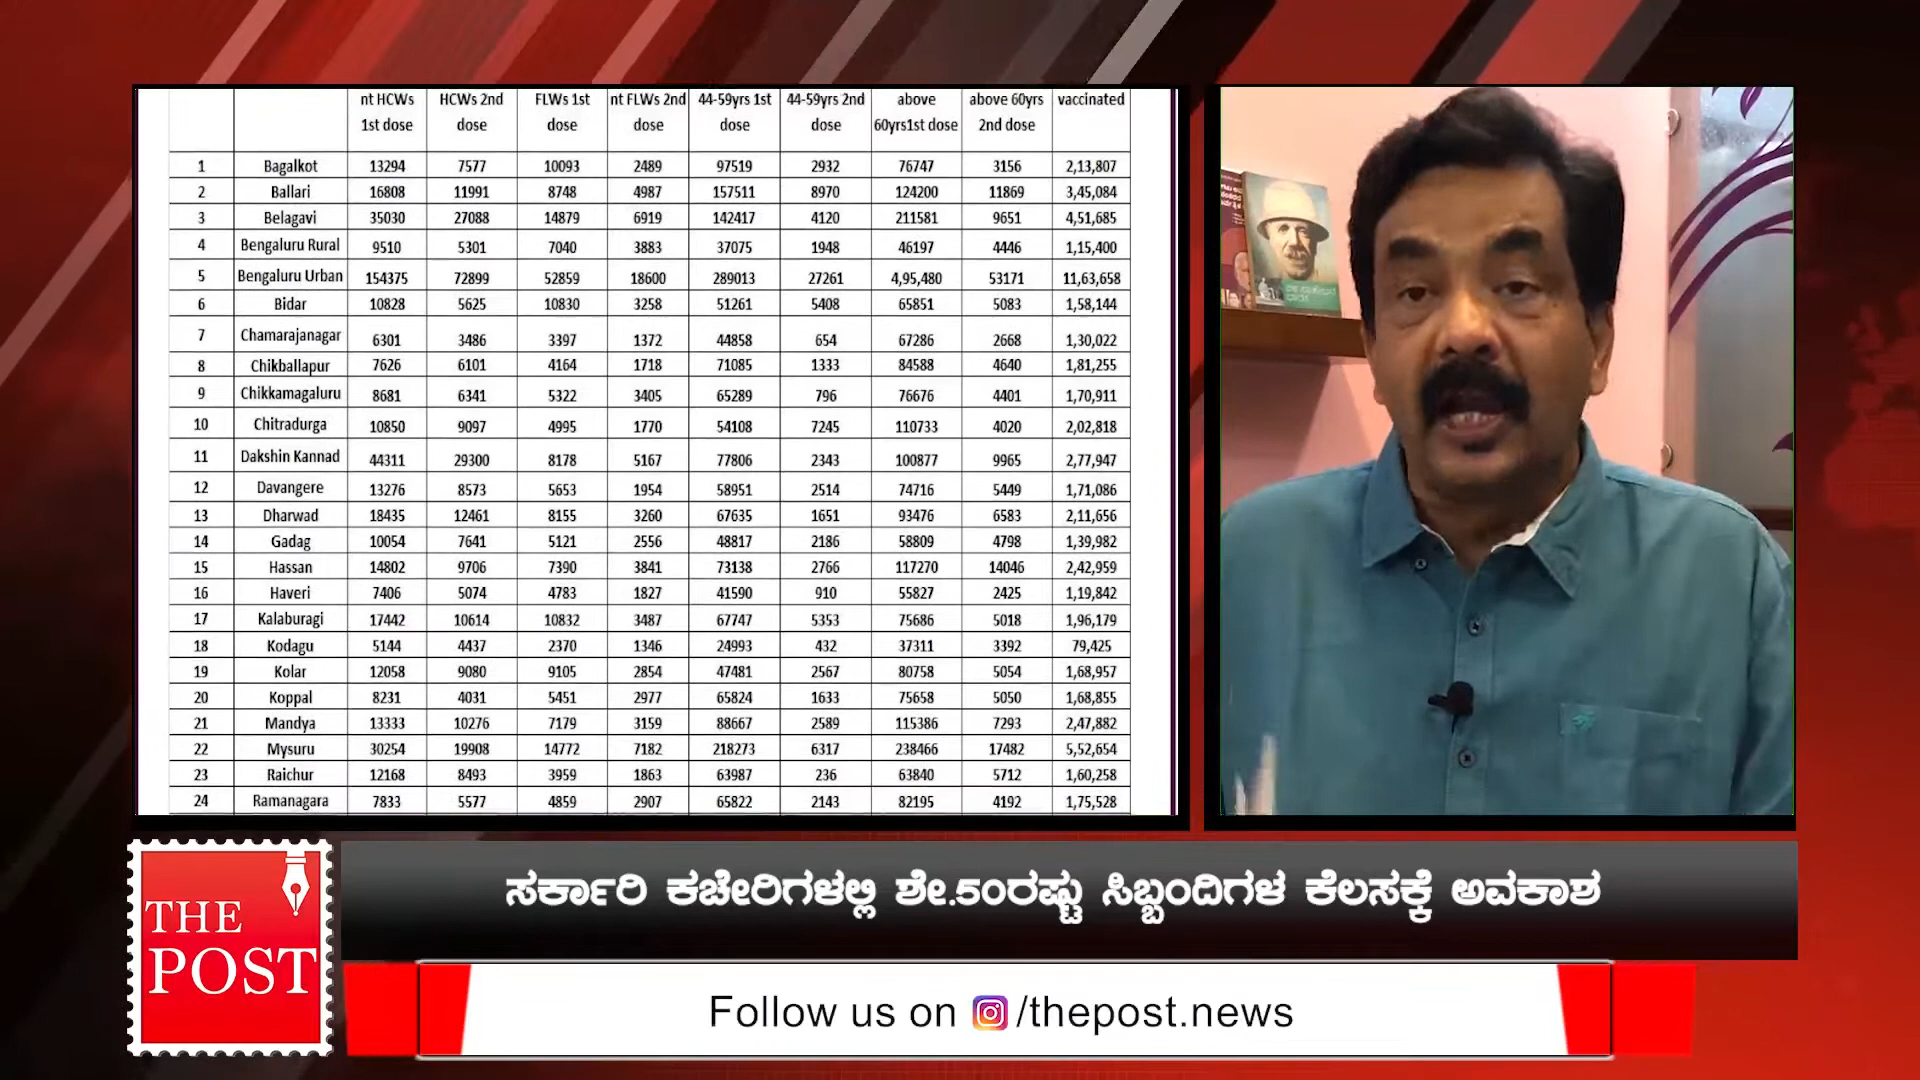 nt HCWs HCWs 2nd FLWs 1st nt FLWs 2nd 44-59yrs 1st 44-59yrs 2nd above above 60yrs vaccinated
1st dose dose dose dose dose dose 60yrs1st dose 2nd dose
1 Bagalkot 13294 7577 10093 2489 97519 2932 76747 3156 2,13,807
2 Ballari 16808 11991 8748 4987 157511 8970 124200 11869 3,45,084
3 Belagavi 35030 27088 14879 6919 142417 4120 211581 9651 4,51,685
4 Bengaluru Rural 9510 5301 7040 3883 37075 1948 46197 4446 1,15,400
5 Bengaluru Urban 154375 72899 52859 18600 289013 27261 4,95,480 53171 11,63,658
6 Bidar 10828 5625 10830 3258 51261 5408 65851 5083 1,58,144
7 Chamarajanagar 6301 3486 3397 1372 44858 654 67286 2668 1,30,022
8 Chikballapur 7626 6101 4164 1718 71085 1333 84588 4640 1,81,255
9 Chikkamagaluru 8681 6341 5322 3405 65289 796 76676 4401 1,70,911
10 Chitradurga 10850 9097 4995 1770 54108 7245 110733 4020 2,02,818
11 Dakshin Kannad 44311 29300 8178 5167 77806 2343 100877 9965 2,77,947
12 Davangere 13276 8573 5653 1954 58951 2514 74716 5449 1,71,086
13 Dharwad 18435 12461 8155 3260 67635 1651 93476 6583 2,11,656
14 Gadag 10054 7641 5121 2556 48817 2186 58809 4798 1,39,982
15 Hassan 14802 9706 7390 3841 73138 2766 117270 14046 2,42,959
16 Haveri 7406 5074 4783 1827 41590 910 55827 2425 1,19,842
17 Kalaburagi 17442 10614 10832 3487 67747 5353 75686 5018 1,96,179
18 Kodagu 5144 4437 2370 1346 24993 432 37311 3392 79,425
19 Kolar 12058 9080 9105 2854 47481 2567 80758 5054 1,68,957
20 Koppal 8231 4031 5451 2977 65824 1633 75658 5050 1,68,855
21 Mandya 13333 10276 7179 3159 88667 2589 115386 7293 2,47,882
22 Mysuru 30254 19908 14772 7182 218273 6317 238466 17482 5,52,654
23 Raichur 12168 8493 3959 1863 63987 236 63840 5712 1,60,258
24 Ramanagara 7833 5577 4859 2907 65822 2143 82195 4192 1,75,528
THE
POST
ಸರ್ಕಾರಿ ಕಚೇರಿಗಳಲ್ಲಿ ಶೇ.50ರಷ್ಟು ಸಿಬ್ಬಂದಿಗಳ ಕೆಲಸಕ್ಕೆ ಅವಕಾಶ
Follow us on /thepost.news